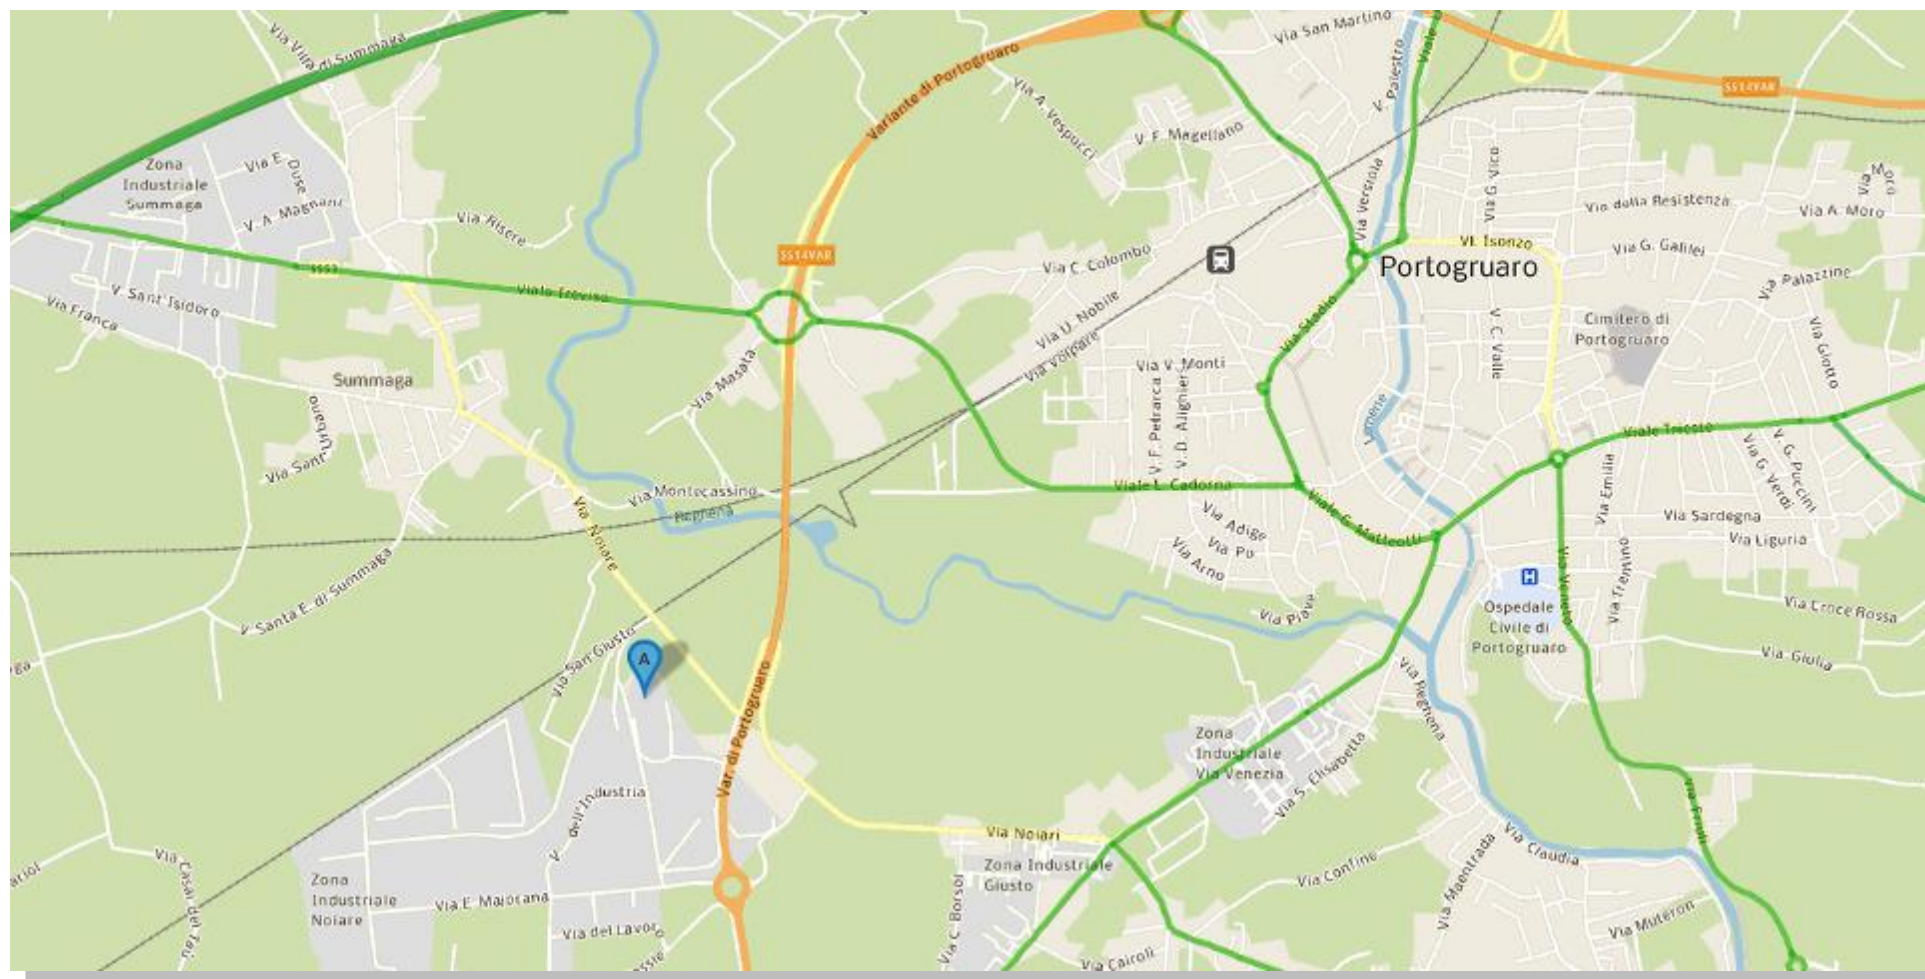 Via Villa di Summaga
Variante di Portogruaro
Via San Martino
V. Palestro
Viale
SS14VAR
Via A. Vespucci
V. F. Magellano
Zona
Industriale
Summaga
Via E. Duse
V. A. Magnani
Via Risere
Via Versiola
Via G. Vico
Via della Resistenza
Via Moro
Via A. Moro
SS53
Viale Treviso
SS14VAR
Via C. Colombo
Portogruaro
Vl. Isonzo
Via G. Galilei
Via Palazzine
V. Sant' Isidoro
Via Franca
Via U. Nobile
Via Volpare
Via Stadio
V. C. Valle
Cimitero di
Portogruaro
Via Giotto
Summaga
Via Masata
Via V. Monti
V. F. Petrarca
V. D. Alighieri
Lemene
Viale Trieste
Via Sant' Urbano
Via Montecassino
Reghena
Viale L. Cadorna
Viale G. Matteotti
Via G. Verdi
V. G. Puccini
Via Emilia
Via Sardegna
Via Liguria
Via Noiare
Via Adige
Via Po
Via Arno
Via Piave
V. Santa E. di Summaga
H
Ospedale
Civile di
Portogruaro
Via Veneto
Via Trentino
Via Croce Rossa
Via Giulia
Via San Giusto
A
Var. di Portogruaro
Via Reghena
Zona
Industriale
Via Venezia
Via S. Elisabetta
V. dell'Industria
Via Noiari
Via Friuli
Via Claudia
Via Casai del Taù
Zona
Industriale
Noiare
Via E. Majorana
Via del Lavoro
Zona Industriale
Giusto
Via C. Borsoi
Via Confine
Via Maentrada
Via Muteron
Via Cairoli